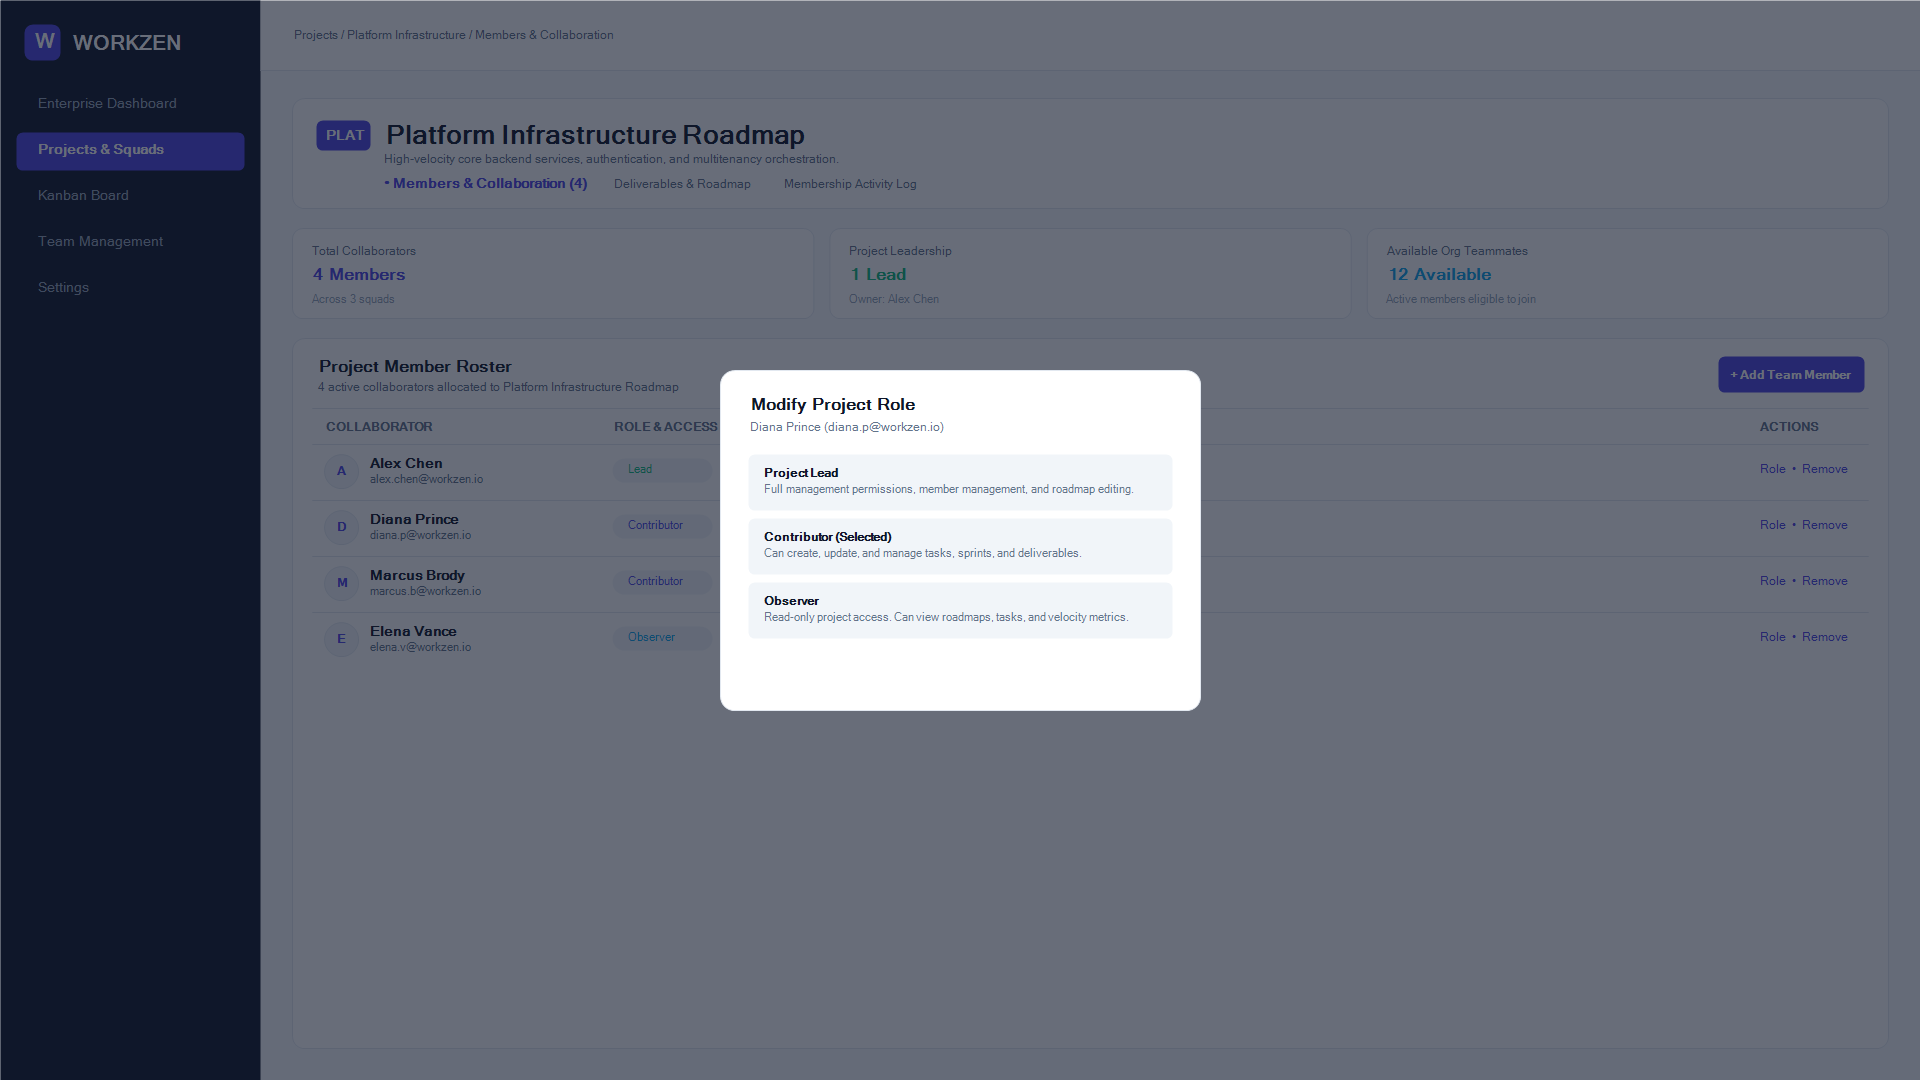 W WORKZEN
Enterprise Dashboard
Projects & Squads
Kanban Board
Team Management
Settings
Projects / Platform Infrastructure / Members & Collaboration
PLAT Platform Infrastructure Roadmap
High-velocity core backend services, authentication, and multitenancy orchestration.
• Members & Collaboration (4) Deliverables & Roadmap Membership Activity Log
Total Collaborators
4 Members
Across 3 squads
Project Leadership
1 Lead
Owner: Alex Chen
Available Org Teammates
12 Available
Active members eligible to join
Project Member Roster
4 active collaborators allocated to Platform Infrastructure Roadmap
+ Add Team Member
COLLABORATOR ROLE & ACCESS ACTIONS
A Alex Chen Lead Role • Remove
alex.chen@workzen.io
D Diana Prince Contributor Role • Remove
diana.p@workzen.io
M Marcus Brody Contributor Role • Remove
marcus.b@workzen.io
E Elena Vance Observer Role • Remove
elena.v@workzen.io
Modify Project Role
Diana Prince (diana.p@workzen.io)
Project Lead
Full management permissions, member management, and roadmap editing.
Contributor (Selected)
Can create, update, and manage tasks, sprints, and deliverables.
Observer
Read-only project access. Can view roadmaps, tasks, and velocity metrics.